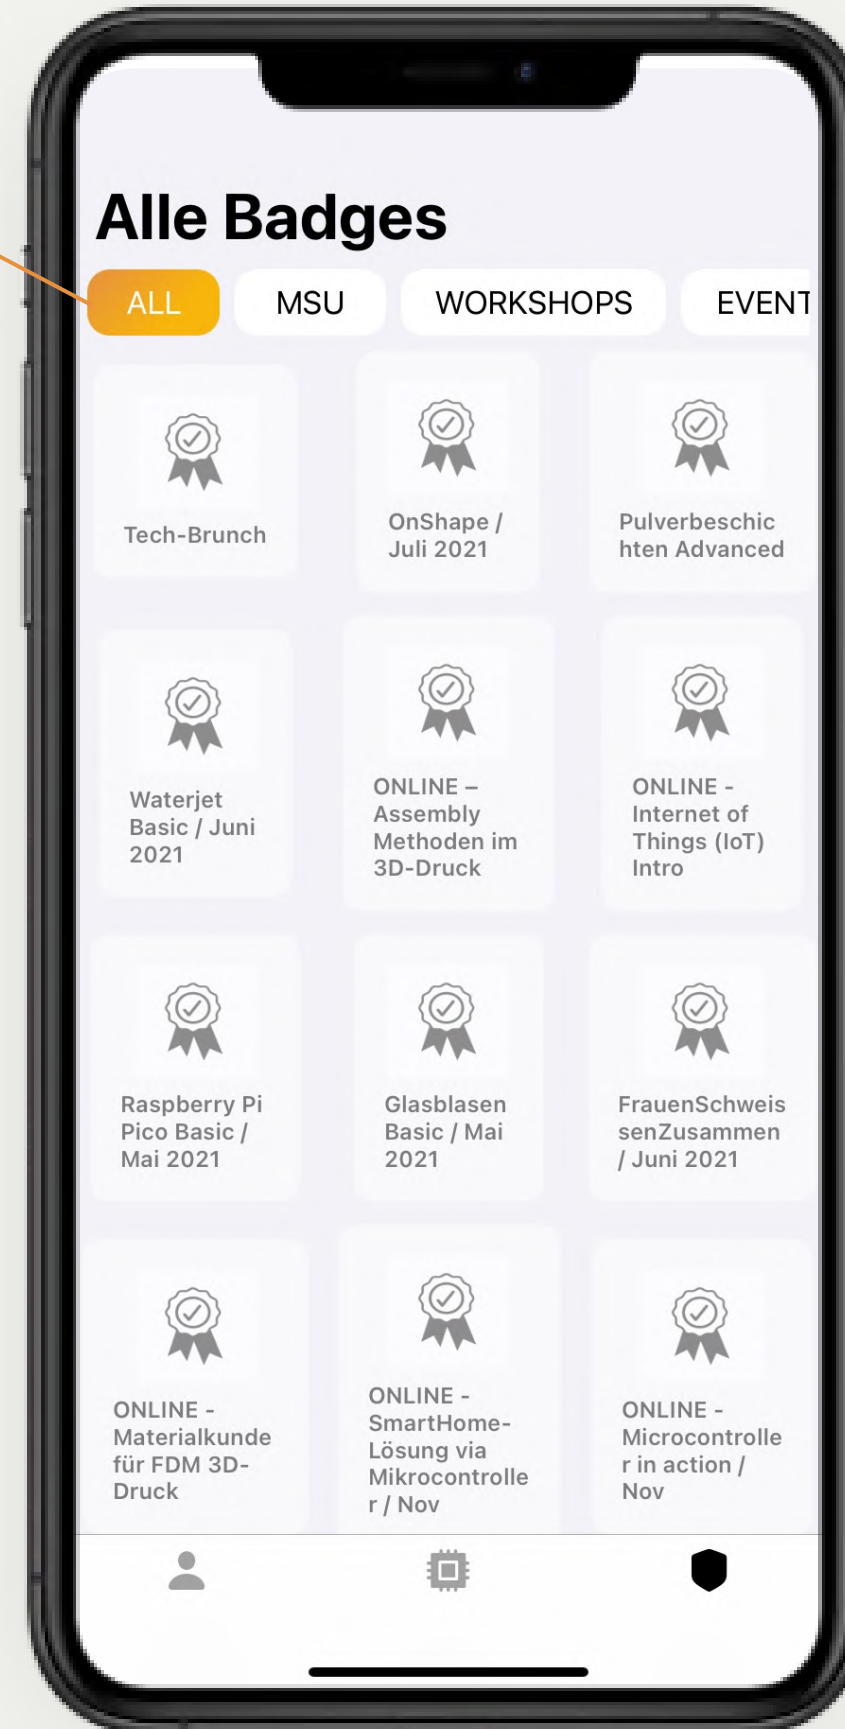 Alle Badges
ALL
MSU
WORKSHOPS
EVENT
Tech-Brunch
OnShape /
Juli 2021
Pulverbeschic
hten Advanced
Waterjet
Basic / Juni
2021
ONLINE –
Assembly
Methoden im
3D-Druck
ONLINE -
Internet of
Things (IoT)
Intro
Raspberry Pi
Pico Basic /
Mai 2021
Glasblasen
Basic / Mai
2021
FrauenSchweis
senZusammen
/ Juni 2021
ONLINE -
Materialkunde
für FDM 3D-
Druck
ONLINE -
SmartHome-
Lösung via
Mikrocontrolle
r / Nov
ONLINE -
Microcontrolle
r in action /
Nov